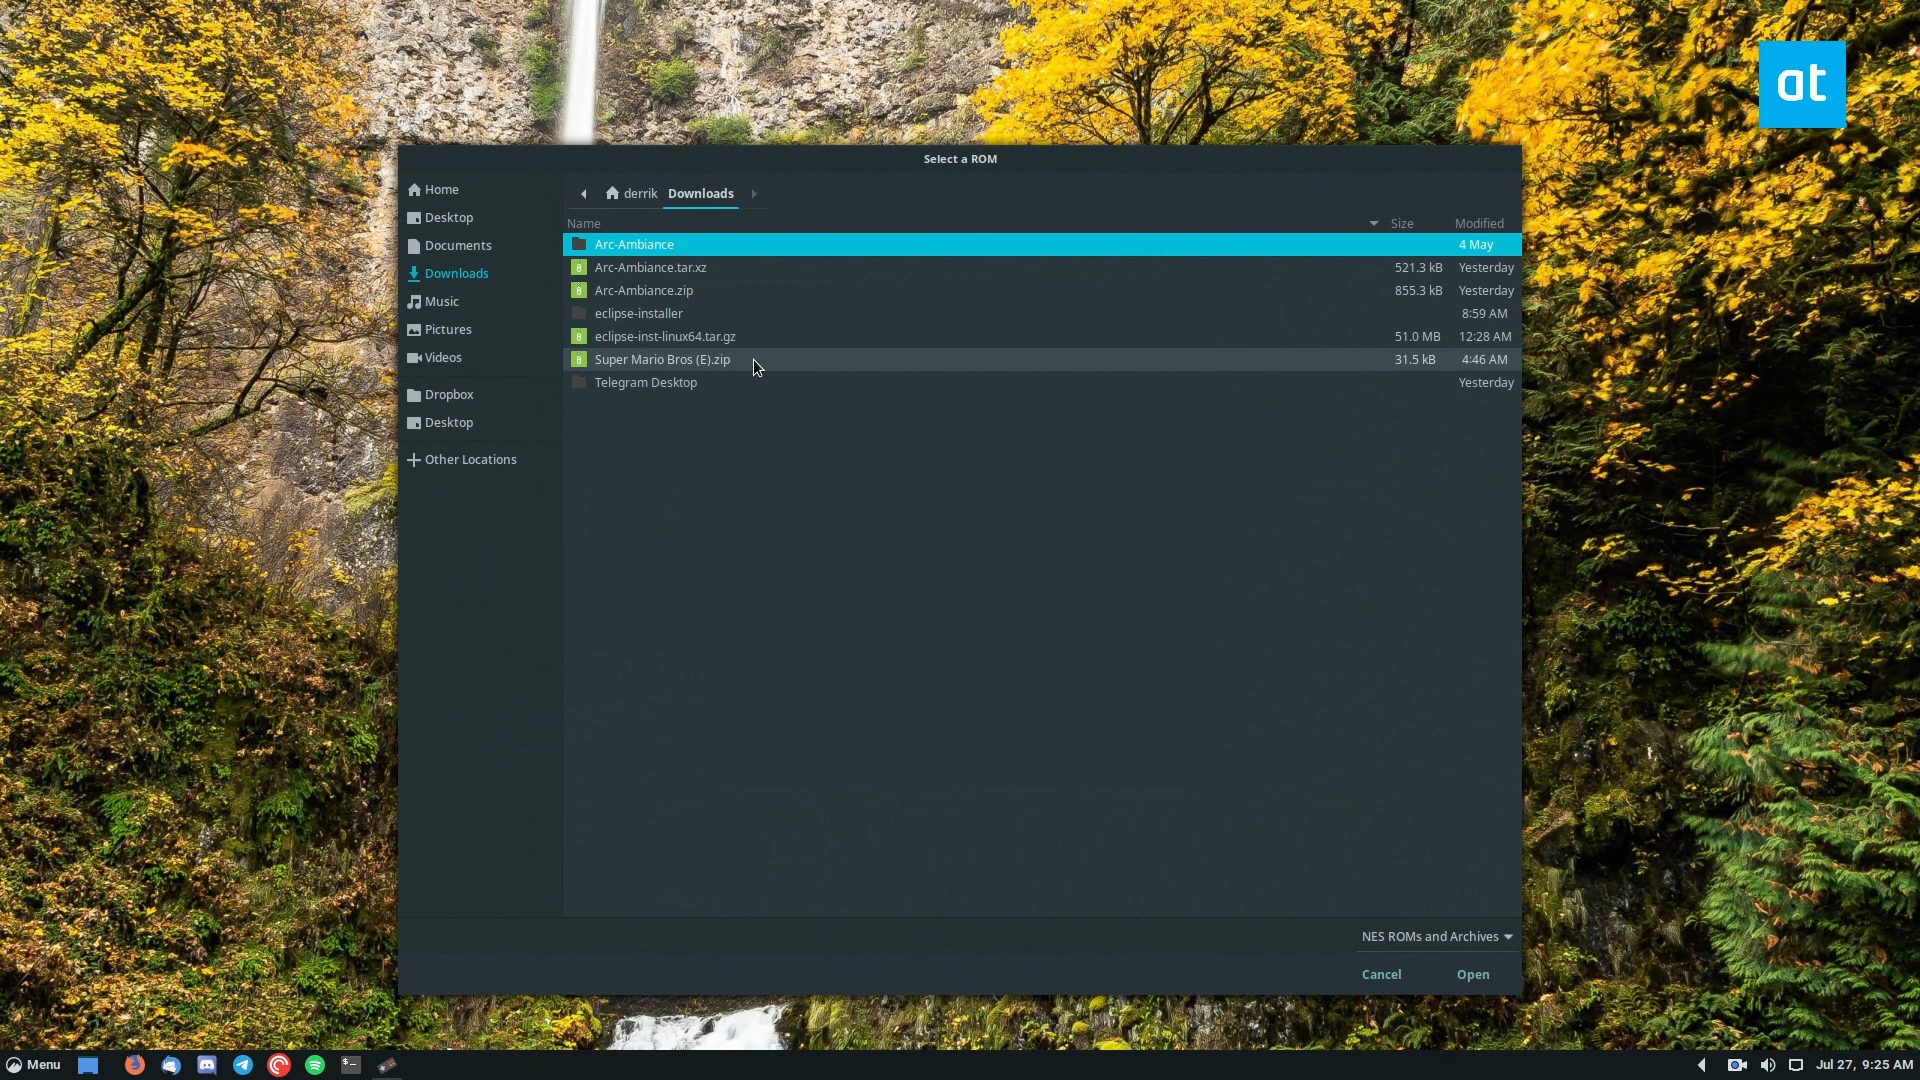 at
Select a ROM
Home
Desktop
Documents
Downloads
Music
Pictures
Videos
Dropbox
Desktop
Other Locations
derrik Downloads
Name Size Modified
Arc-Ambiance 4 May
Arc-Ambiance.tar.xz 521.3 kB Yesterday
Arc-Ambiance.zip 855.3 kB Yesterday
eclipse-installer 8:59 AM
eclipse-inst-linux64.tar.gz 51.0 MB 12:28 AM
Super Mario Bros (E).zip 31.5 kB 4:46 AM
Telegram Desktop Yesterday
NES ROMs and Archives
Cancel Open
Menu $- Jul 27, 9:25 AM